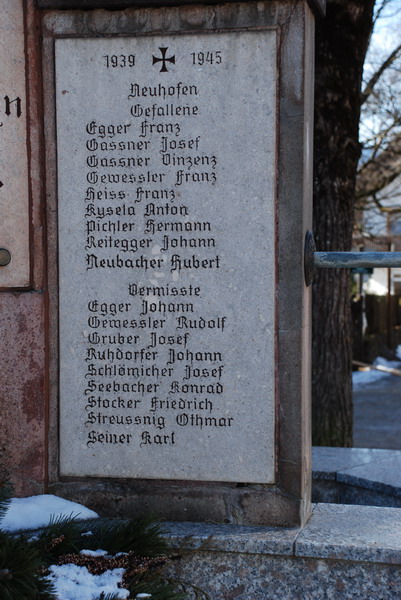 1939 1945
Neuhofen
Gefallene
Egger Franz
Gassner Josef
Gassner Vinzenz
Gewessler Franz
Heiss Franz
Kysela Anton
Pichler Hermann
Reitegger Johann
Neubacher Hubert
Vermisste
Egger Johann
Gewessler Rudolf
Gruber Josef
Ruhdorfer Johann
Schlömicher Josef
Seebacher Konrad
Stocker Friedrich
Streussnig Othmar
Seiner Karl